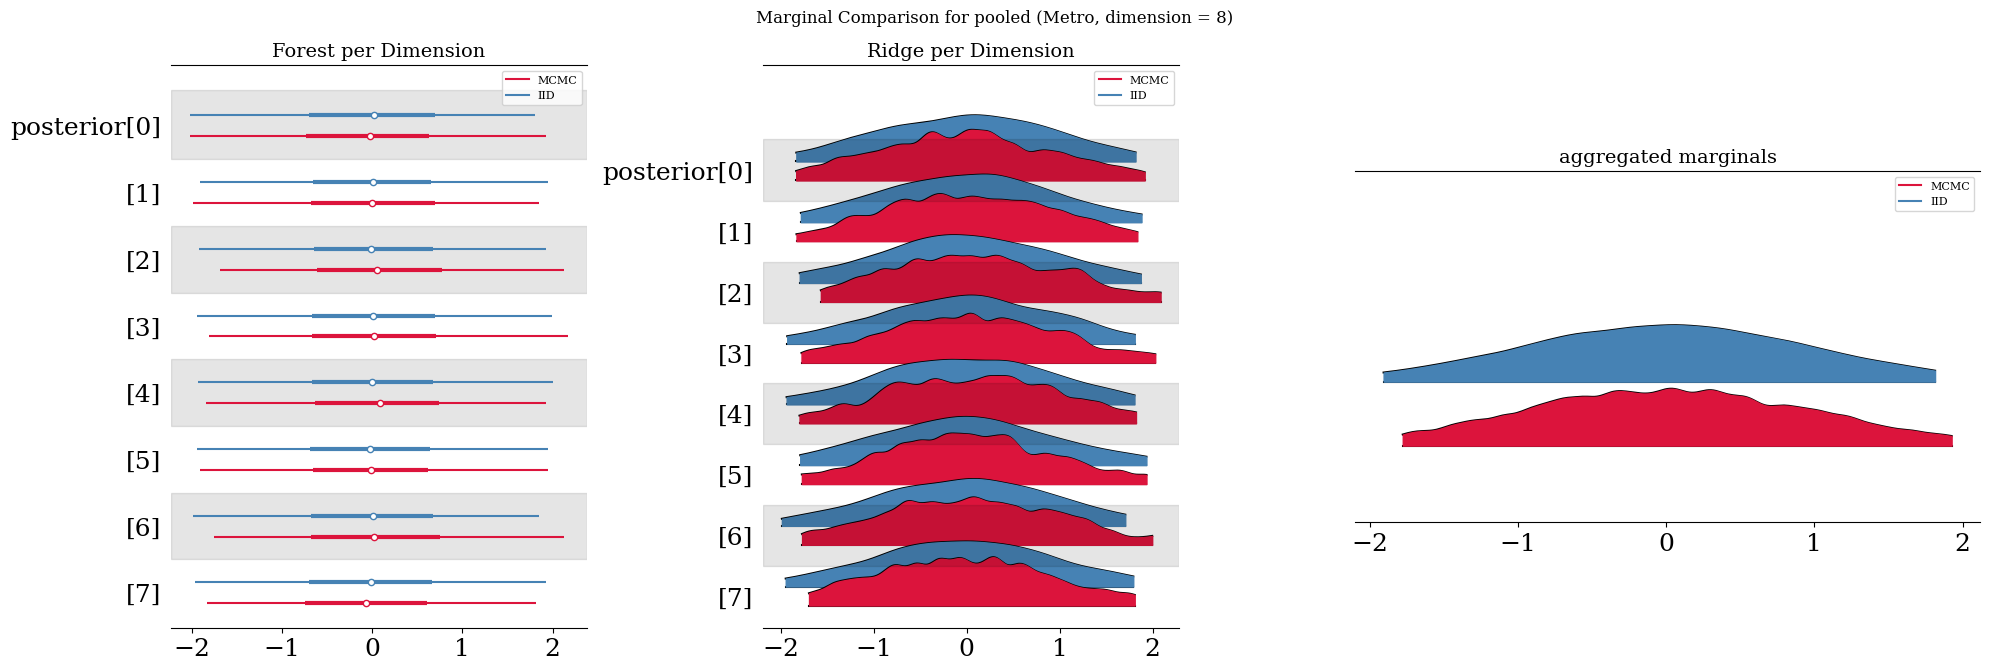 Marginal Comparison for pooled (Metro, dimension = 8)
Forest per Dimension
MCMC
IID
posterior[0]
[1]
[2]
[3]
[4]
[5]
[6]
[7]
−2 −1 0 1 2
Ridge per Dimension
MCMC
IID
posterior[0]
[1]
[2]
[3]
[4]
[5]
[6]
[7]
−2 −1 0 1 2
aggregated marginals
MCMC
IID
−2 −1 0 1 2